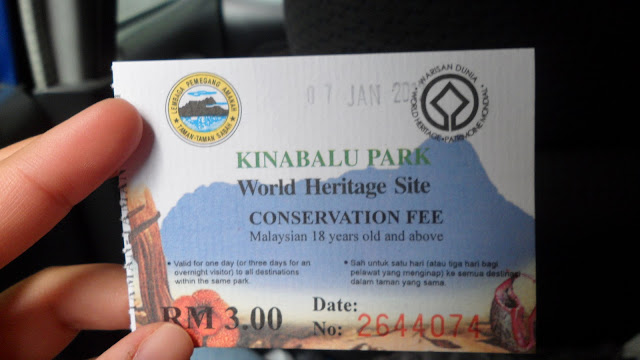 LEMBAGA PEMEGANG AMANAH
TAMAN-TAMAN SABAH
07 JAN 20
WARISAN DUNIA
WORLD HERITAGE • PATRIMOINE MONDIAL
KINABALU PARK
World Heritage Site
CONSERVATION FEE
Malaysian 18 years old and above
• Valid for one day (or three days for an
overnight visitor) to all destinations
within the same park.
• Sah untuk satu hari (atau tiga hari bagi
pelawat yang menginap) ke semua destinasi
dalam taman yang sama.
RM 3.00
Date:
No: 2644074